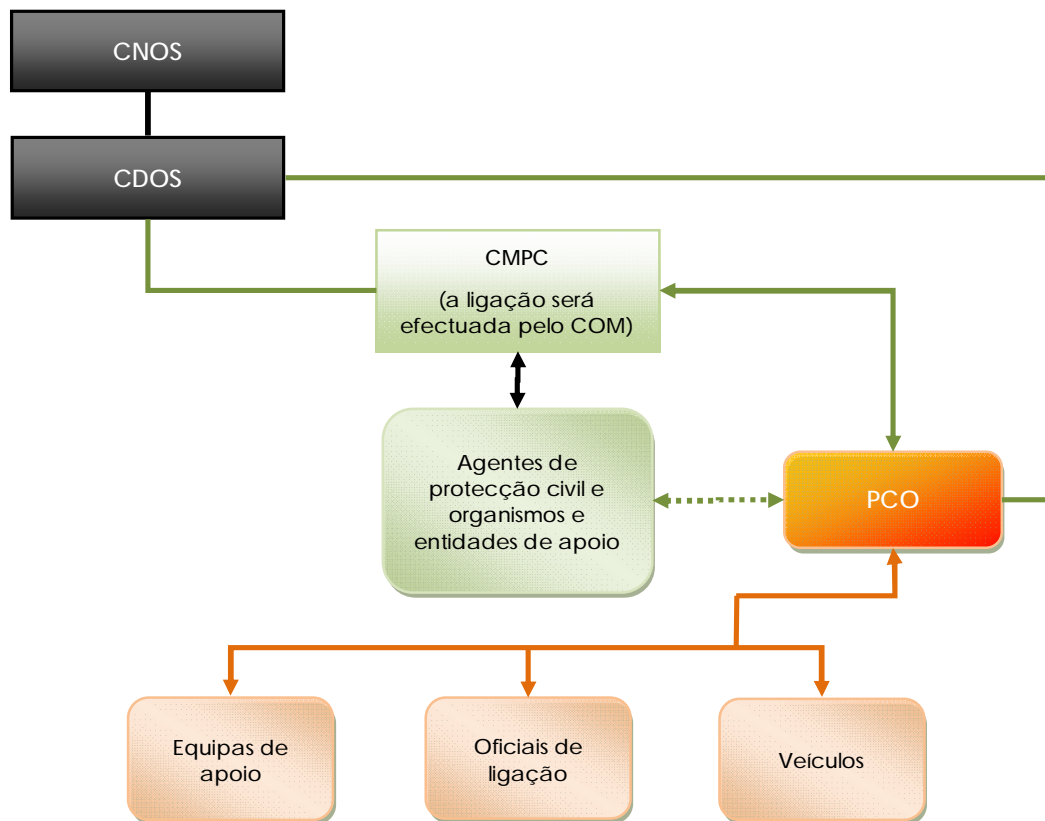 CNOS
CDOS
CMPC
(a ligação será
efectuada pelo COM)
Agentes de
protecção civil e
organismos e
entidades de apoio
PCO
Equipas de
apoio
Oficiais de
ligação
Veículos